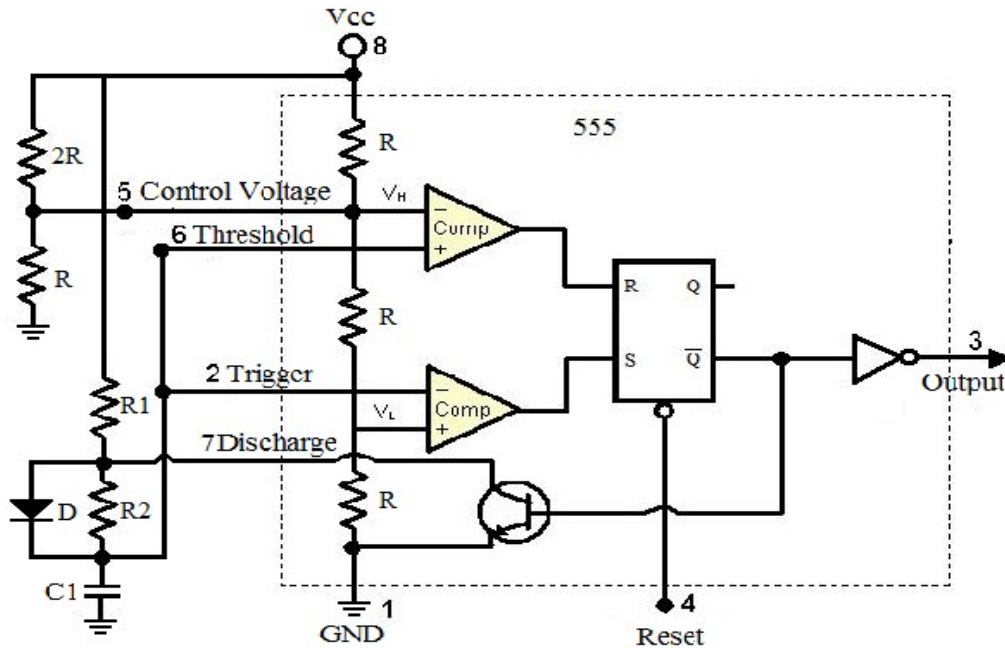 Vcc
8
555
R
2R
5 Control Voltage
VH
−
Comp
+
6 Threshold
R
R
R Q
S Q̅
3
Output
2 Trigger
−
Comp
+
VL
R1
7Discharge
D
R2
R
C1
1
GND
4
Reset